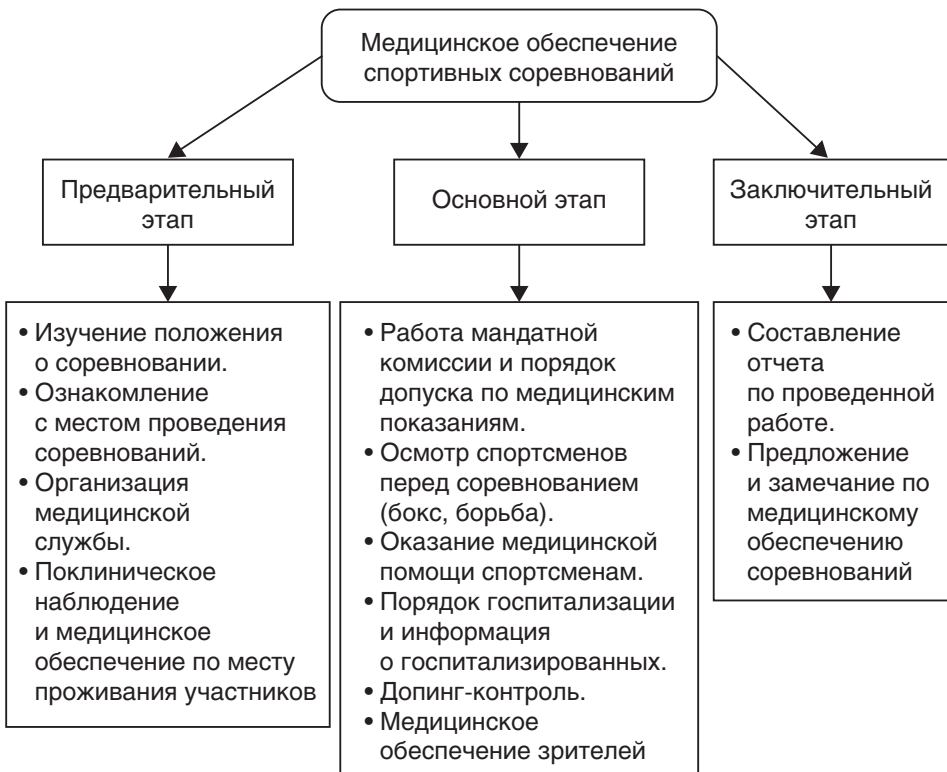 Медицинское обеспечение
спортивных соревнований
Предварительный
этап
Основной этап
Заключительный
этап
• Изучение положения
о соревновании.
• Ознакомление
с местом проведения
соревнований.
• Организация
медицинской
службы.
• Поклиническое
наблюдение
и медицинское
обеспечение по месту
проживания участников
• Работа мандатной
комиссии и порядок
допуска по медицинским
показаниям.
• Осмотр спортсменов
перед соревнованием
(бокс, борьба).
• Оказание медицинской
помощи спортсменам.
• Порядок госпитализации
и информация
о госпитализированных.
• Допинг-контроль.
• Медицинское
обеспечение зрителей
• Составление
отчета
по проведенной
работе.
• Предложение
и замечание по
медицинскому
обеспечению
соревнований